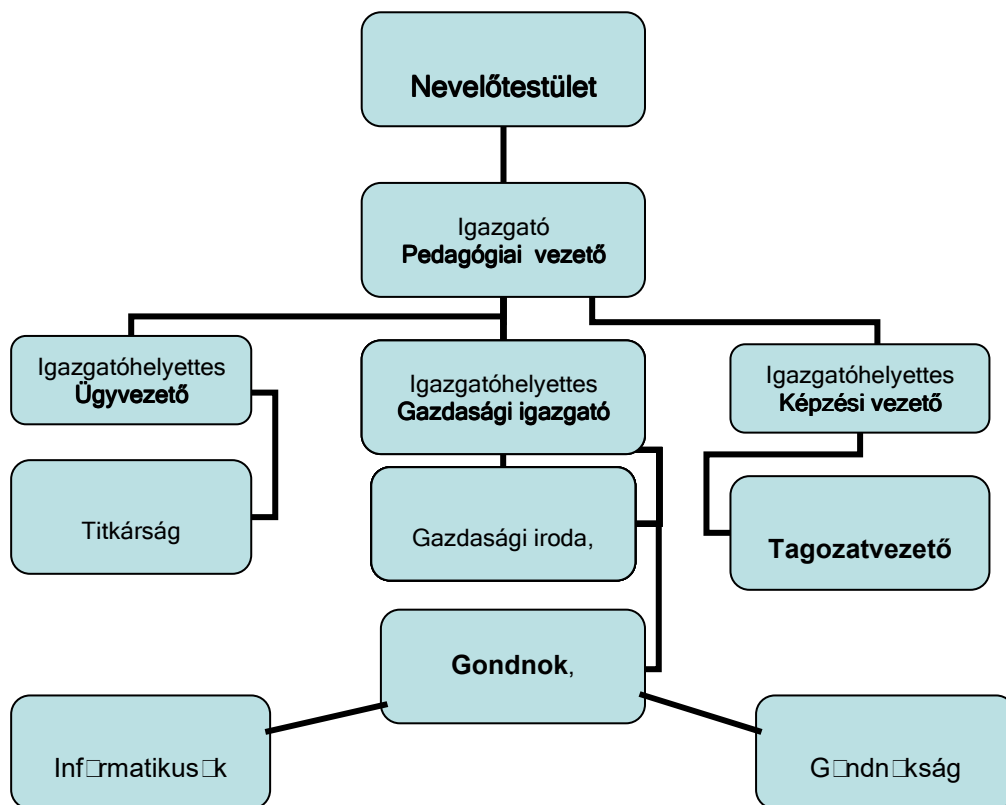 Nevelőtestület
Igazgató
Pedagógiai vezető
Igazgatóhelyettes
Ügyvezető
Igazgatóhelyettes
Gazdasági igazgató
Igazgatóhelyettes
Képzési vezető
Titkárság
Gazdasági iroda,
Tagozatvezető
Gondnok,
Inf□rmatikus□k
G□ndn□kság